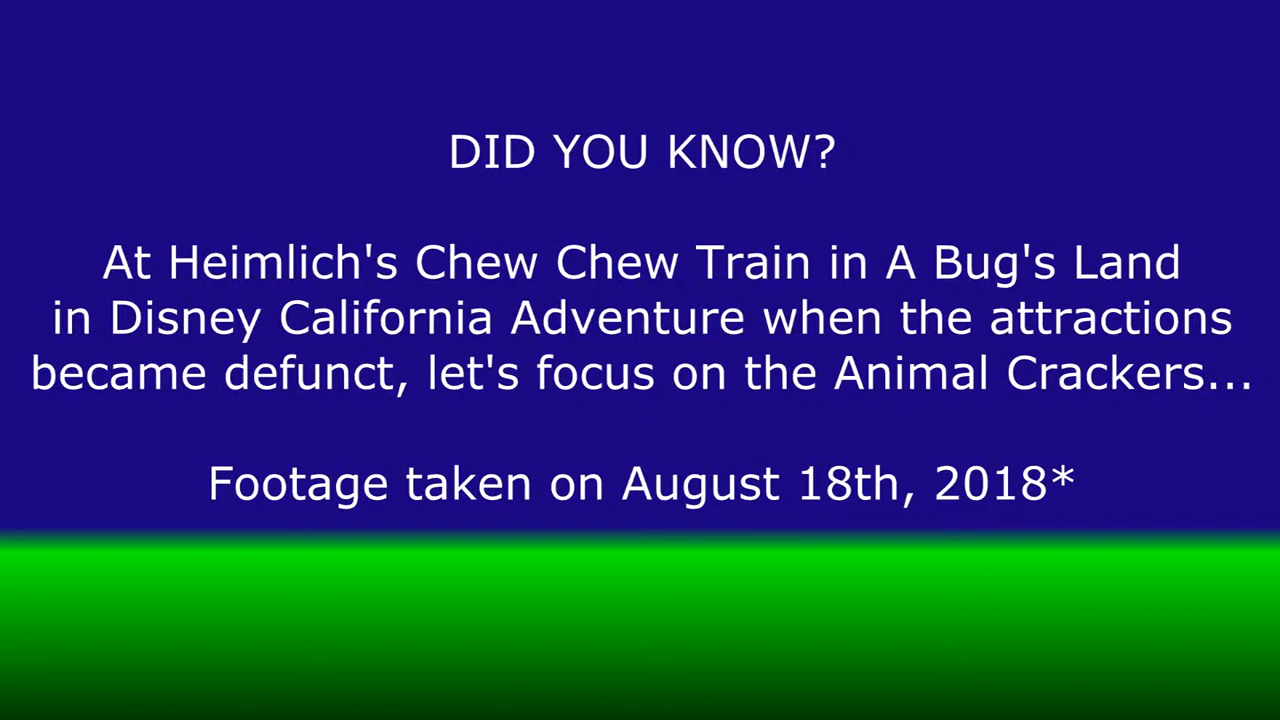 DID YOU KNOW?
At Heimlich's Chew Chew Train in A Bug's Land
in Disney California Adventure when the attractions
became defunct, let's focus on the Animal Crackers...
Footage taken on August 18th, 2018*